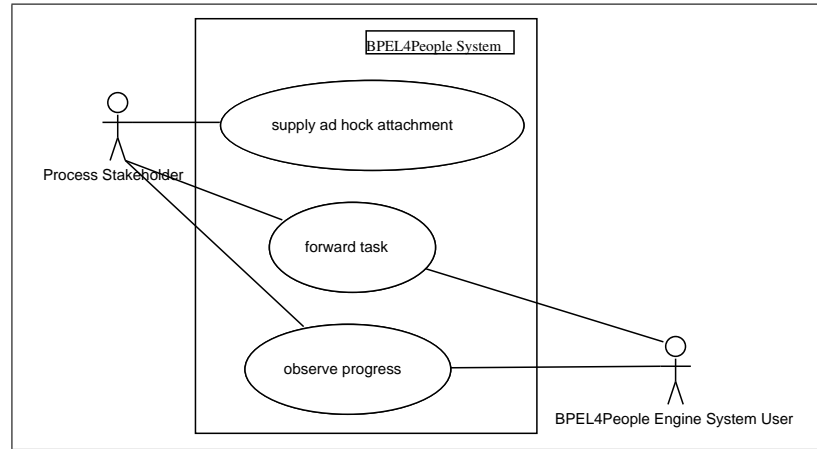 BPEL4People System
supply ad hock attachment
Process Stakeholder
forward task
observe progress
BPEL4People Engine System User